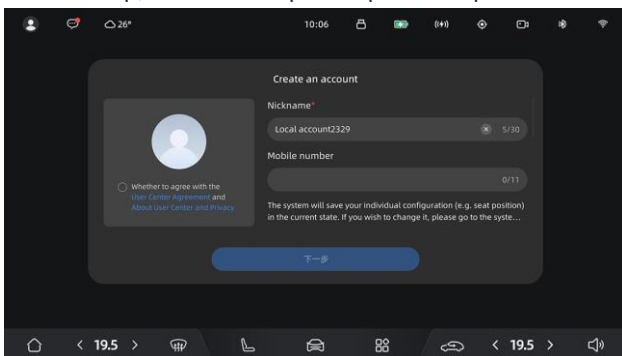 26° 10:06
Create an account
Nickname*
Local account2329 5/30
Mobile number
0/11
Whether to agree with the
User Center Agreement and
About User Center and Privacy
The system will save your individual configuration (e.g. seat position)
in the current state. If you wish to change it, please go to the syste...
下一步
< 19.5 > < 19.5 >